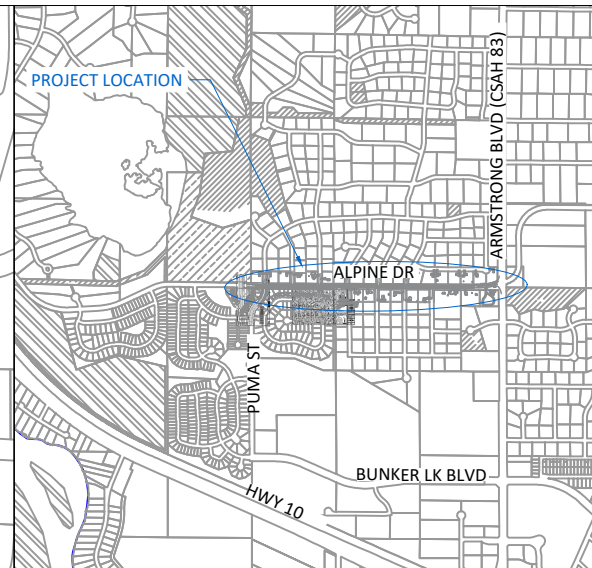 PROJECT LOCATION
ARMSTRONG BLVD (CSAH 83)
ALPINE DR
PUMA ST
BUNKER LK BLVD
HWY 10